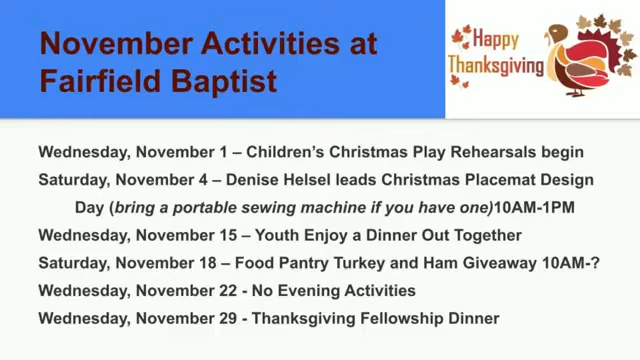 November Activities at
Fairfield Baptist
Happy
Thanksgiving
Wednesday, November 1 – Children’s Christmas Play Rehearsals begin
Saturday, November 4 – Denise Helsel leads Christmas Placemat Design
Day (bring a portable sewing machine if you have one)10AM-1PM
Wednesday, November 15 – Youth Enjoy a Dinner Out Together
Saturday, November 18 – Food Pantry Turkey and Ham Giveaway 10AM-?
Wednesday, November 22 - No Evening Activities
Wednesday, November 29 - Thanksgiving Fellowship Dinner